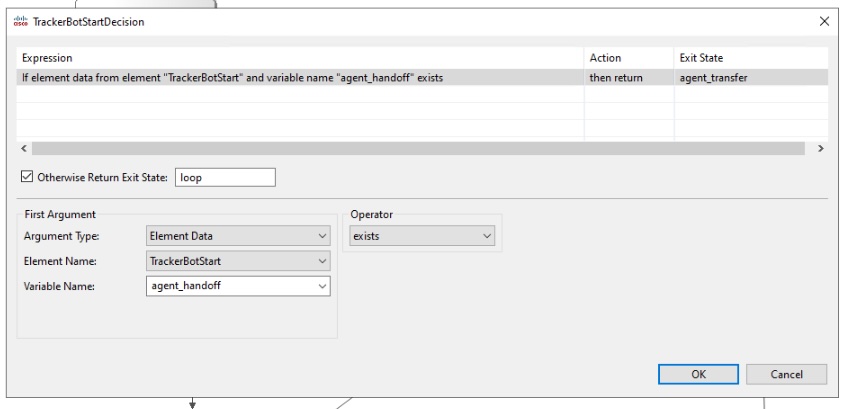 cisco TrackerBotStartDecision
Expression Action Exit State
If element data from element "TrackerBotStart" and variable name "agent_handoff" exists then return agent_transfer
Otherwise Return Exit State: loop
First Argument Operator
Argument Type: Element Data exists
Element Name: TrackerBotStart
Variable Name: agent_handoff
OK Cancel